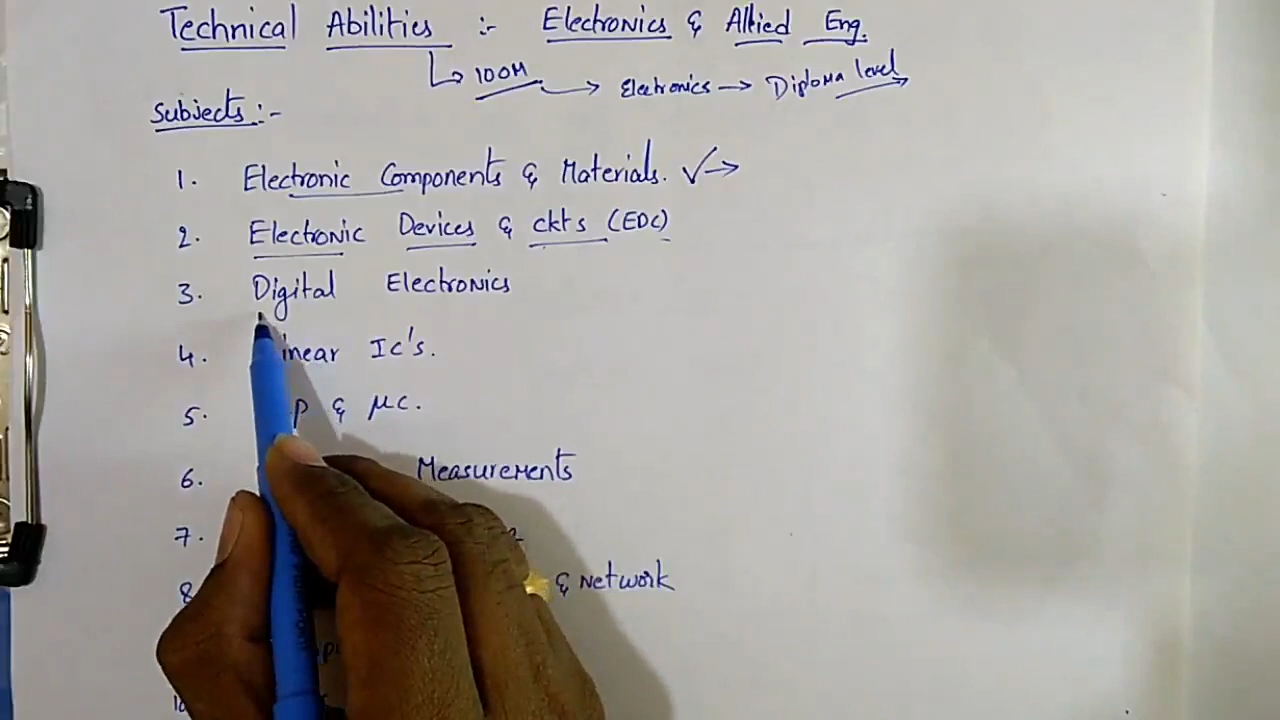 Technical Abilities :- Electronics & Allied Eng.
↳ 100M → Electronics → Diploma level
Subjects :-
1. Electronic Components & Materials. ✓→
2. Electronic Devices & ckts (EDC)
3. Digital Electronics
4. Linear Ic's.
5. & μc.
6. Measurements
7.
8 & Network